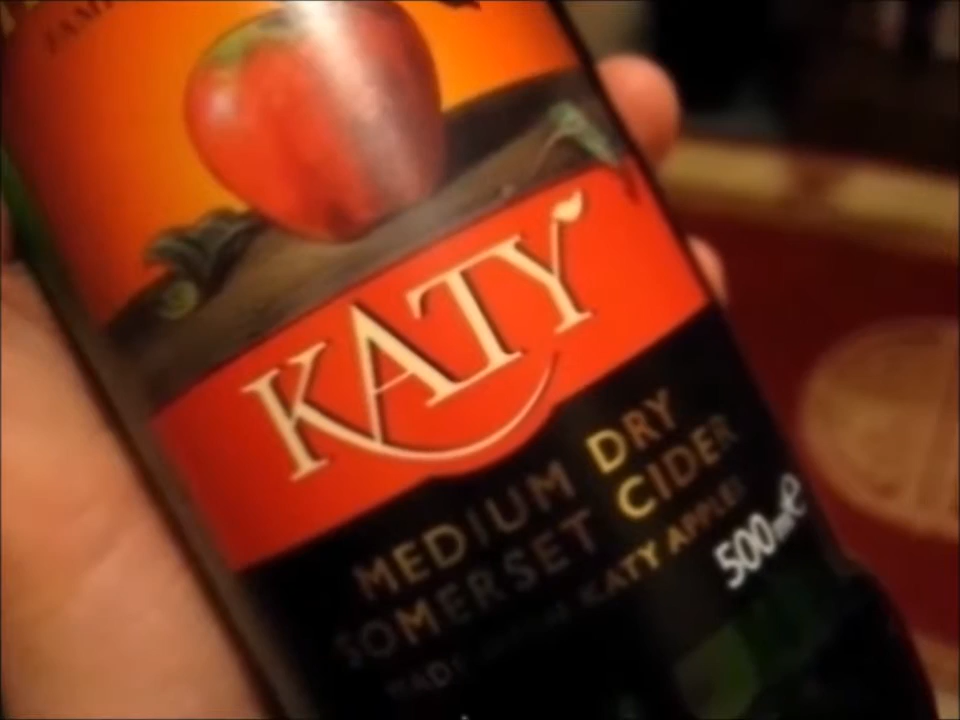 KATY
MEDIUM DRY
SOMERSET CIDER
KATY APPLES
500ml e